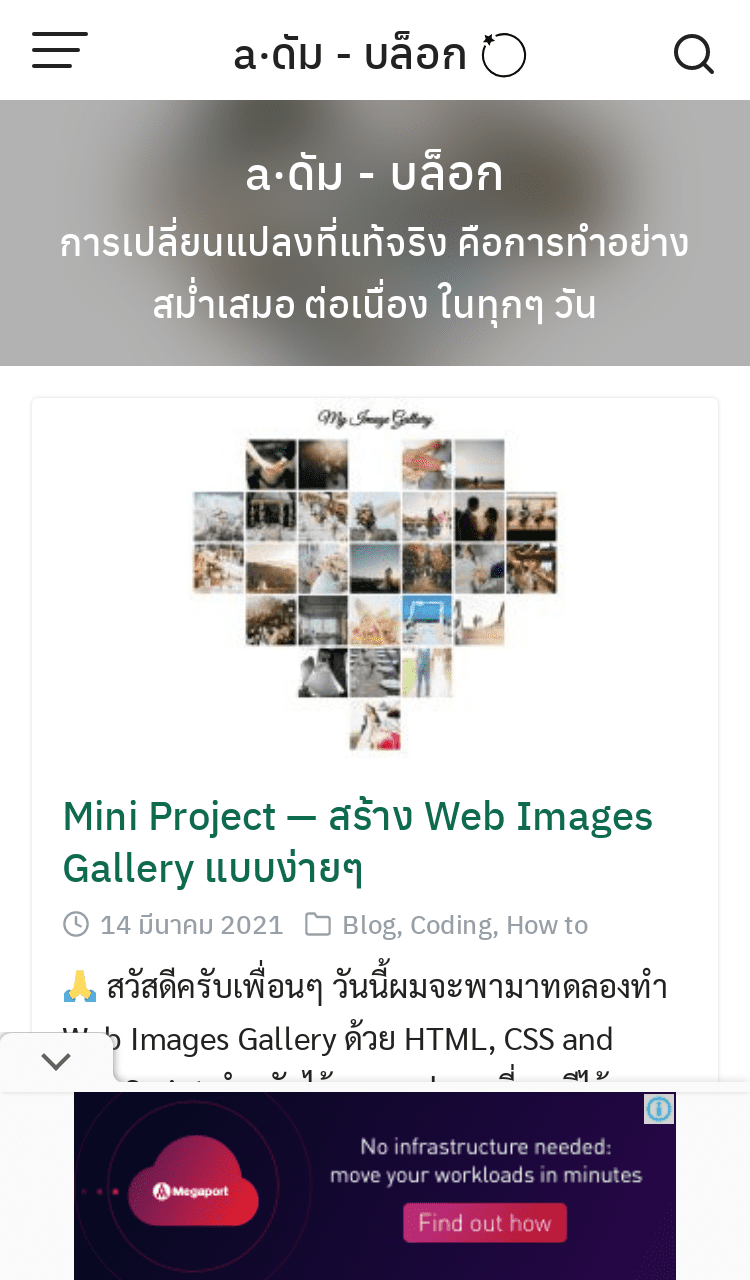 a·ดัม - บล็อก
a·ดัม - บล็อก
การเปลี่ยนแปลงที่แท้จริง คือการทำอย่าง
สม่ำเสมอ ต่อเนื่อง ในทุกๆ วัน
My Image Gallery
Mini Project — สร้าง Web Images
Gallery แบบง่ายๆ
14 มีนาคม 2021 Blog, Coding, How to
🙏 สวัสดีครับเพื่อนๆ วันนี้ผมจะพามาทดลองทำ
Web Images Gallery ด้วย HTML, CSS and
No infrastructure needed:
move your workloads in minutes
Megaport
Find out how